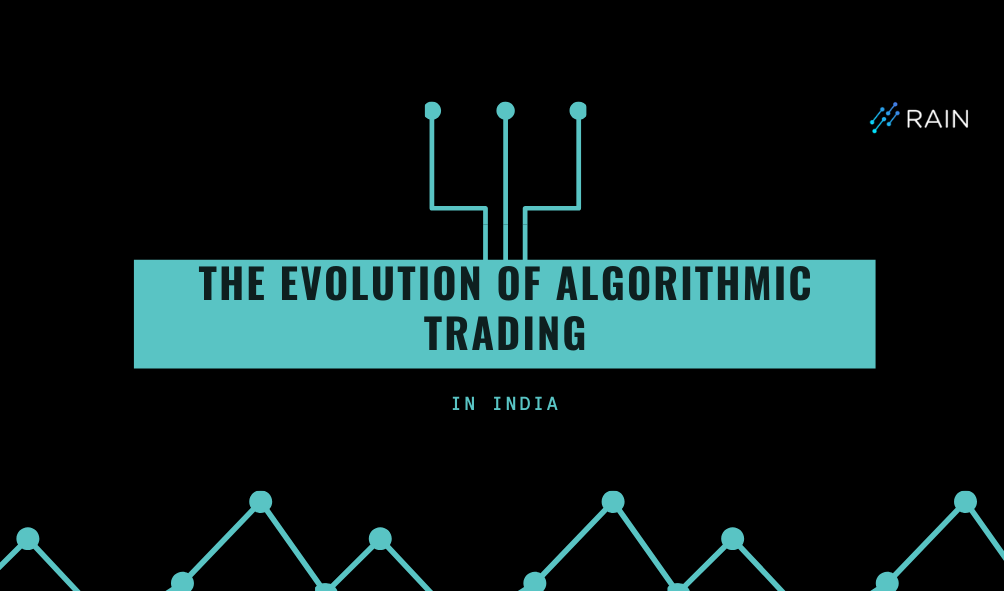 RAIN
THE EVOLUTION OF ALGORITHMIC
TRADING
IN INDIA